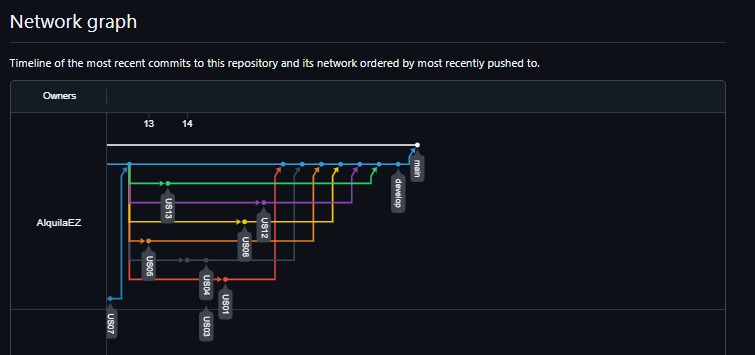 Network graph
Timeline of the most recent commits to this repository and its network ordered by most recently pushed to.
Owners
13 14
main
develop
US13
US12
AlquilaEZ
US06
US05
US04
US01
US07
US03